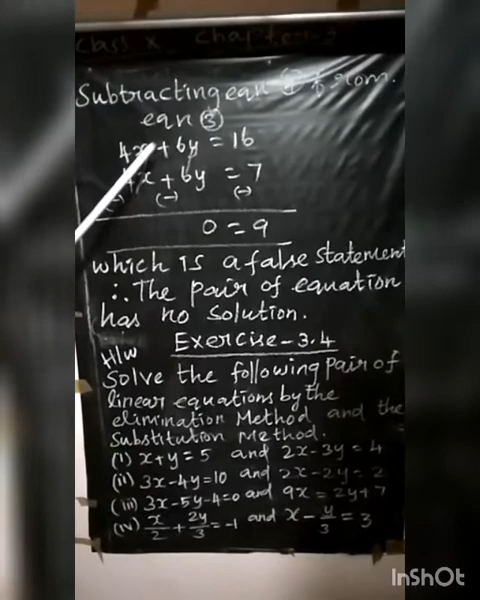 Class X Chapter-3
Subtracting eqn ① from
eqn ③
4x + 6y = 16
4x + 6y = 7
(-) (-) (-)
0 = 9
which is a false statement
∴ The pair of equation
has no solution.
Exercise-3.4
H/w
Solve the following pair of
linear equations by the
elimination Method and the
Substitution Method.
(i) x+y=5 and 2x-3y=4
(ii) 3x-4y=10 and 2x-2y=2
(iii) 3x-5y-4=0 and 9x=2y+7
(iv) x/2 + 2y/3 = -1 and x - y/3 = 3
InShOt